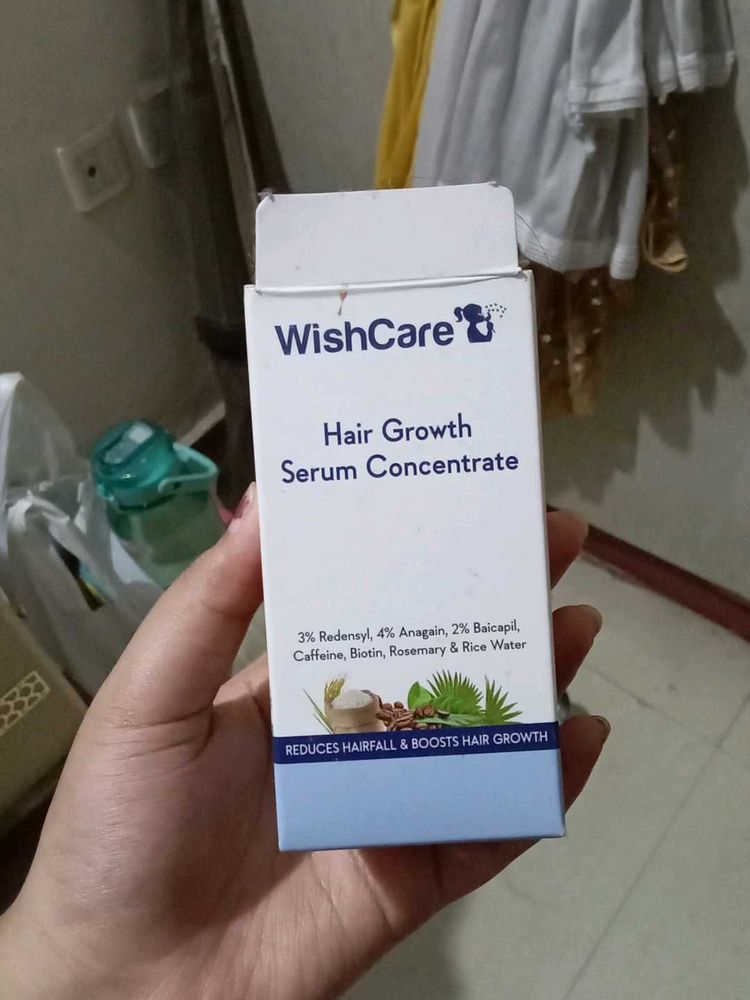 WishCare
Hair Growth
Serum Concentrate
3% Redensyl, 4% Anagain, 2% Baicapil,
Caffeine, Biotin, Rosemary & Rice Water
REDUCES HAIRFALL & BOOSTS HAIR GROWTH